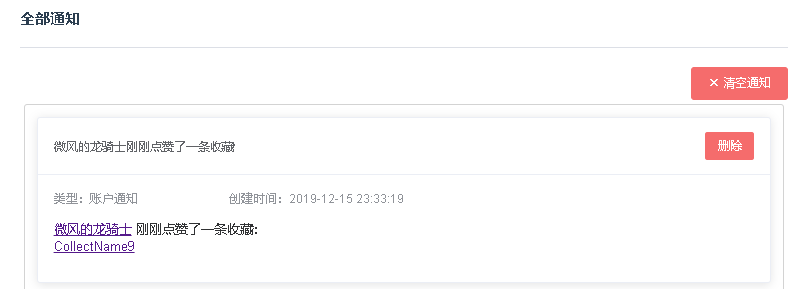 全部通知
× 清空通知
微风的龙骑士刚刚点赞了一条收藏
删除
类型：账户通知 创建时间：2019-12-15 23:33:19
微风的龙骑士 刚刚点赞了一条收藏:
CollectName9